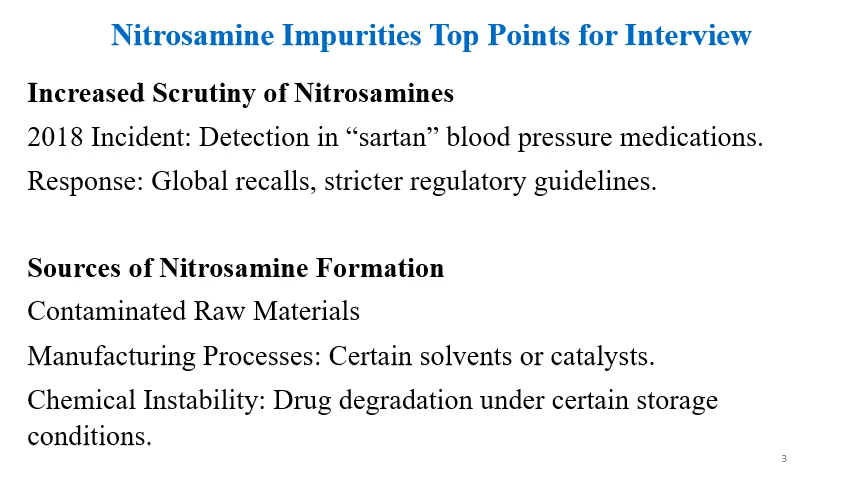 Nitrosamine Impurities Top Points for Interview
Increased Scrutiny of Nitrosamines
2018 Incident: Detection in “sartan” blood pressure medications.
Response: Global recalls, stricter regulatory guidelines.
Sources of Nitrosamine Formation
Contaminated Raw Materials
Manufacturing Processes: Certain solvents or catalysts.
Chemical Instability: Drug degradation under certain storage
conditions.
3